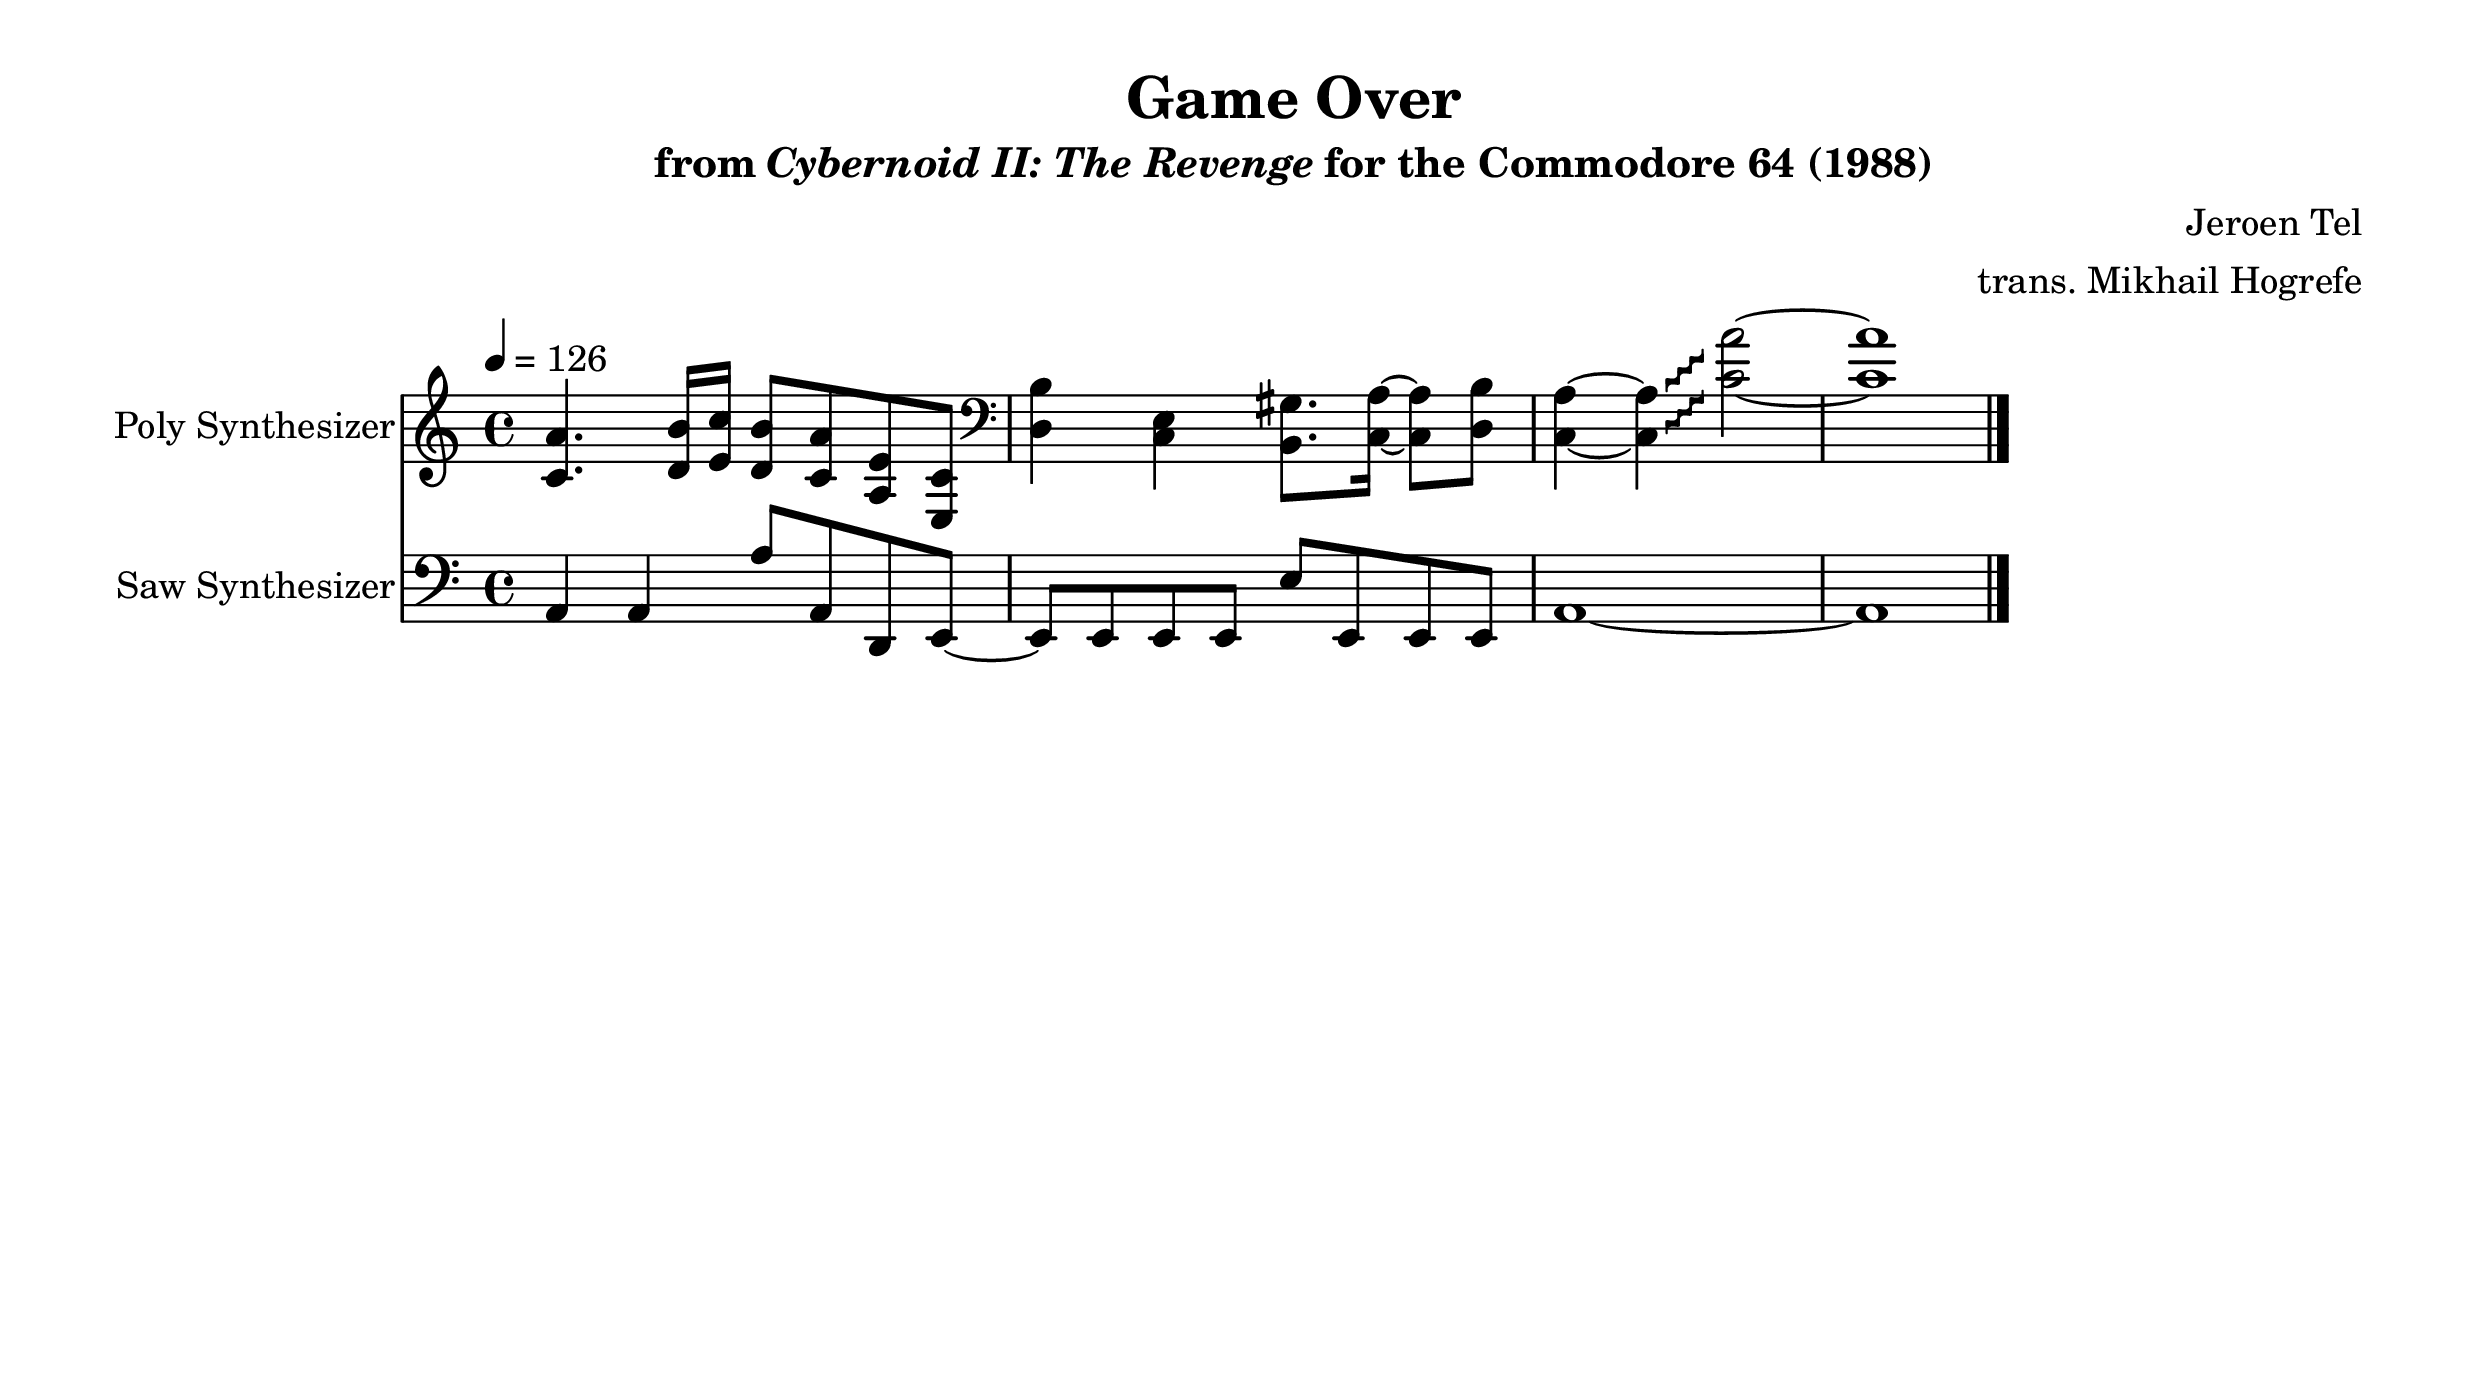 Game Over
from Cybernoid II: The Revenge for the Commodore 64 (1988)
Jeroen Tel
trans. Mikhail Hogrefe
= 126
Poly Synthesizer
Saw Synthesizer